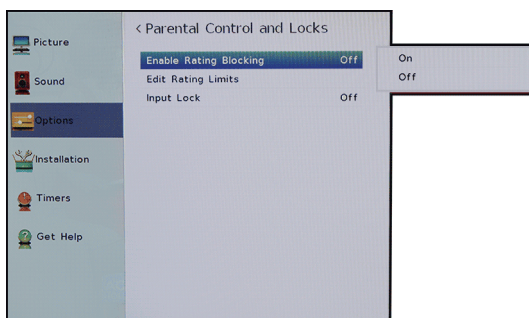 Picture
Sound
Options
Installation
Timers
Get Help
< Parental Control and Locks
Enable Rating Blocking Off
Edit Rating Limits
Input Lock Off
On
Off